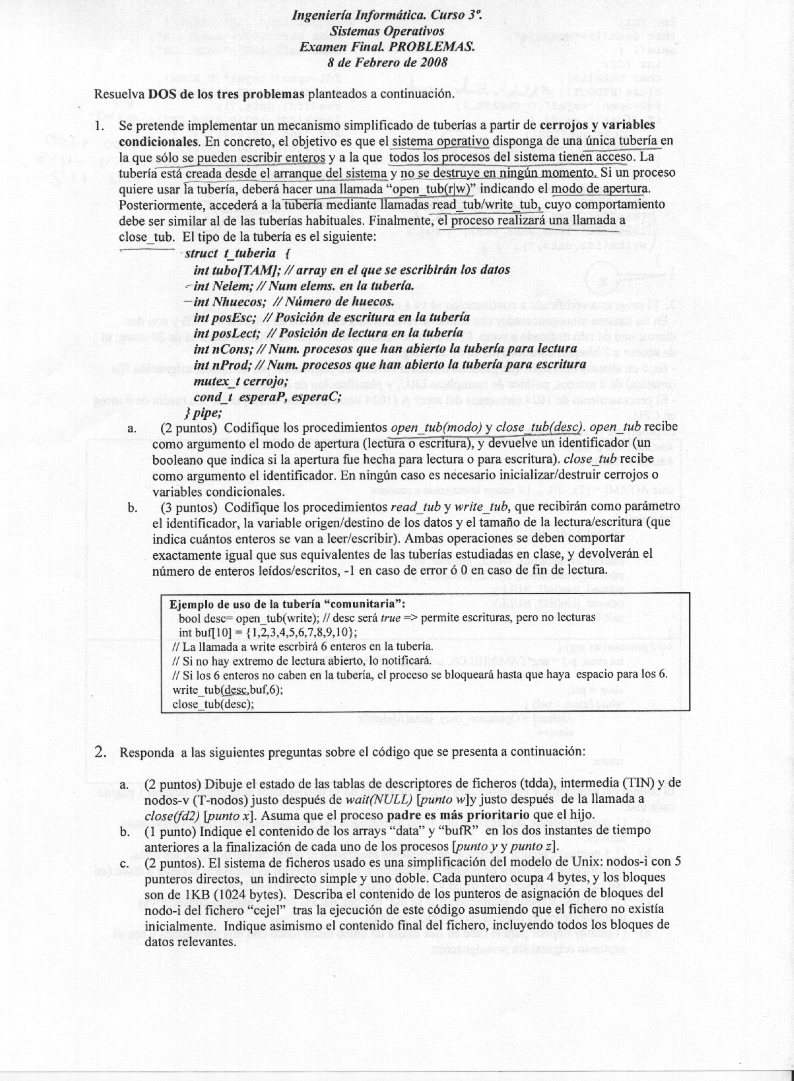 Ingeniería Informática. Curso 3º.
Sistemas Operativos
Examen Final. PROBLEMAS.
8 de Febrero de 2008
Resuelva DOS de los tres problemas planteados a continuación.
1. Se pretende implementar un mecanismo simplificado de tuberías a partir de cerrojos y variables
condicionales. En concreto, el objetivo es que el sistema operativo disponga de una única tubería en
la que sólo se pueden escribir enteros y a la que todos los procesos del sistema tienen acceso. La
tubería está creada desde el arranque del sistema y no se destruye en ningún momento. Si un proceso
quiere usar la tubería, deberá hacer una llamada “open_tub(r|w)” indicando el modo de apertura.
Posteriormente, accederá a la tubería mediante llamadas read_tub/write_tub, cuyo comportamiento
debe ser similar al de las tuberías habituales. Finalmente, el proceso realizará una llamada a
close_tub. El tipo de la tubería es el siguiente:
struct t_tuberia {
int tubo[TAM]; // array en el que se escribirán los datos
int Nelem; // Num elems. en la tubería.
int Nhuecos; // Número de huecos.
int posEsc; // Posición de escritura en la tubería
int posLect; // Posición de lectura en la tubería
int nCons; // Num. procesos que han abierto la tubería para lectura
int nProd; // Num. procesos que han abierto la tubería para escritura
mutex_t cerrojo;
cond_t esperaP, esperaC;
} pipe;
a. (2 puntos) Codifique los procedimientos open_tub(modo) y close_tub(desc). open_tub recibe
como argumento el modo de apertura (lectura o escritura), y devuelve un identificador (un
booleano que indica si la apertura fue hecha para lectura o para escritura). close_tub recibe
como argumento el identificador. En ningún caso es necesario inicializar/destruir cerrojos o
variables condicionales.
b. (3 puntos) Codifique los procedimientos read_tub y write_tub, que recibirán como parámetro
el identificador, la variable origen/destino de los datos y el tamaño de la lectura/escritura (que
indica cuántos enteros se van a leer/escribir). Ambas operaciones se deben comportar
exactamente igual que sus equivalentes de las tuberías estudiadas en clase, y devolverán el
número de enteros leídos/escritos, -1 en caso de error ó 0 en caso de fin de lectura.
Ejemplo de uso de la tubería “comunitaria”:
bool desc= open_tub(write); // desc será true => permite escrituras, pero no lecturas
int buf[10] = {1,2,3,4,5,6,7,8,9,10};
// La llamada a write escrbirá 6 enteros en la tubería.
// Si no hay extremo de lectura abierto, lo notificará.
// Si los 6 enteros no caben en la tubería, el proceso se bloqueará hasta que haya espacio para los 6.
write_tub(desc,buf,6);
close_tub(desc);
2. Responda a las siguientes preguntas sobre el código que se presenta a continuación:
a. (2 puntos) Dibuje el estado de las tablas de descriptores de ficheros (tdda), intermedia (TIN) y de
nodos-v (T-nodos) justo después de wait(NULL) [punto w]y justo después de la llamada a
close(fd2) [punto x]. Asuma que el proceso padre es más prioritario que el hijo.
b. (1 punto) Indique el contenido de los arrays “data” y “bufR” en los dos instantes de tiempo
anteriores a la finalización de cada uno de los procesos [punto y y punto z].
c. (2 puntos). El sistema de ficheros usado es una simplificación del modelo de Unix: nodos-i con 5
punteros directos, un indirecto simple y uno doble. Cada puntero ocupa 4 bytes, y los bloques
son de 1KB (1024 bytes). Describa el contenido de los punteros de asignación de bloques del
nodo-i del fichero “cejel” tras la ejecución de este código asumiendo que el fichero no existía
inicialmente. Indique asimismo el contenido final del fichero, incluyendo todos los bloques de
datos relevantes.